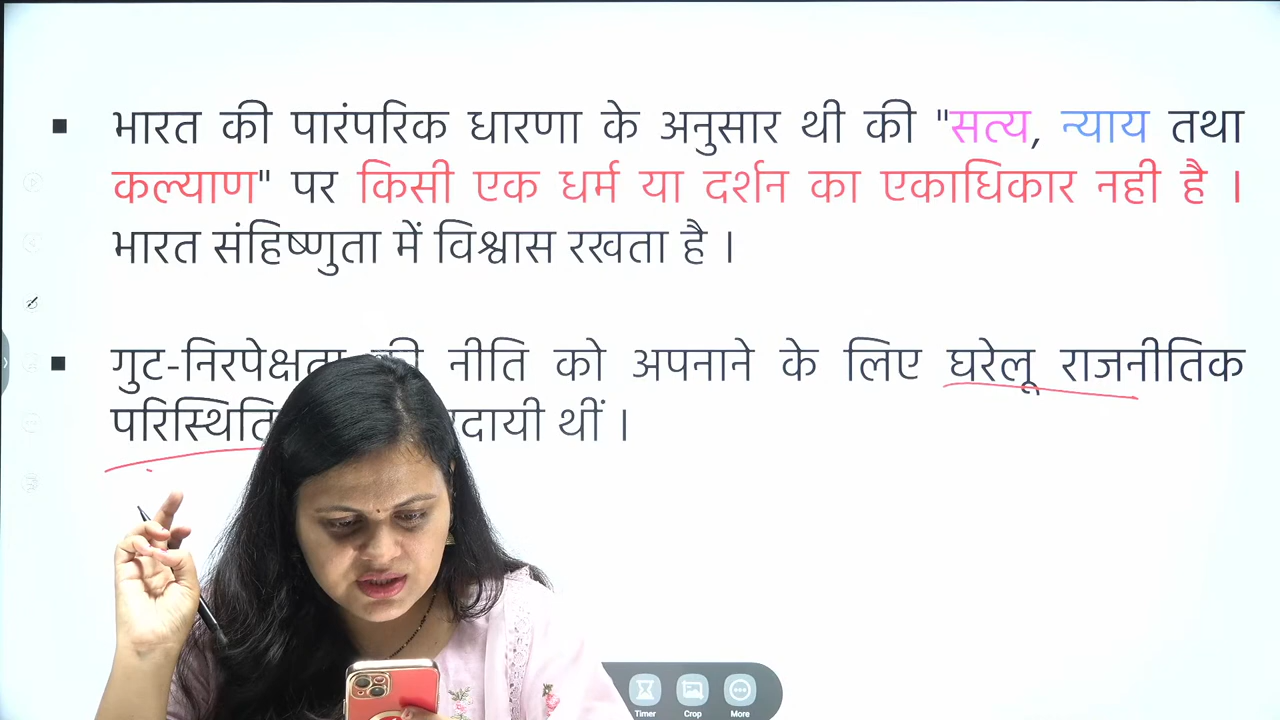 भारत की पारंपरिक धारणा के अनुसार थी की "सत्य, न्याय तथा
कल्याण" पर किसी एक धर्म या दर्शन का एकाधिकार नही है ।
भारत संहिष्णुता में विश्वास रखता है ।
गुट-निरपेक्षता की नीति को अपनाने के लिए घरेलू राजनीतिक
थीं ।
Timer Crop More